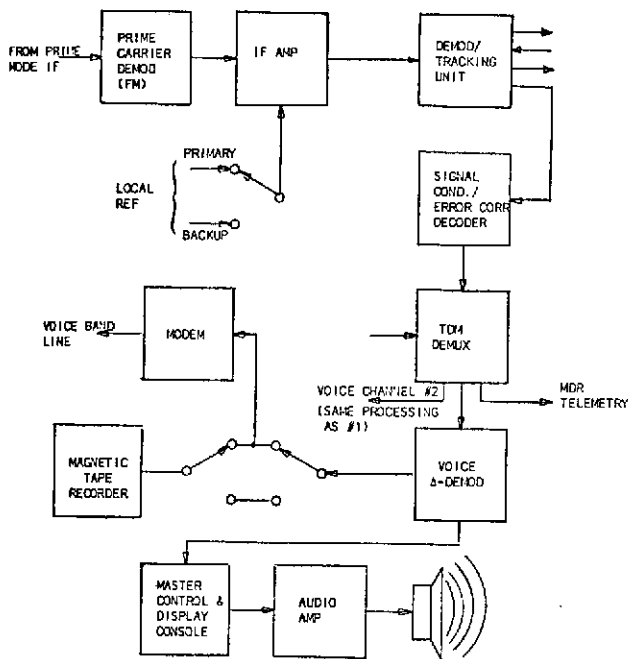 FROM PRIME
MODE IF
PRIME
CARRIER
DEMOD
(FM)
IF AMP
DEMOD/
TRACKING
UNIT
PRIMARY
LOCAL
REF
BACKUP
SIGNAL
COND./
ERROR CORR
DECODER
VOICE BAND
LINE
MODEM
TDM
DEMUX
VOICE CHANNEL #2
(SAME PROCESSING
AS #1)
MDR
TELEMETRY
MAGNETIC
TAPE
RECORDER
VOICE
Δ-DEMOD
MASTER
CONTROL &
DISPLAY
CONSOLE
AUDIO
AMP